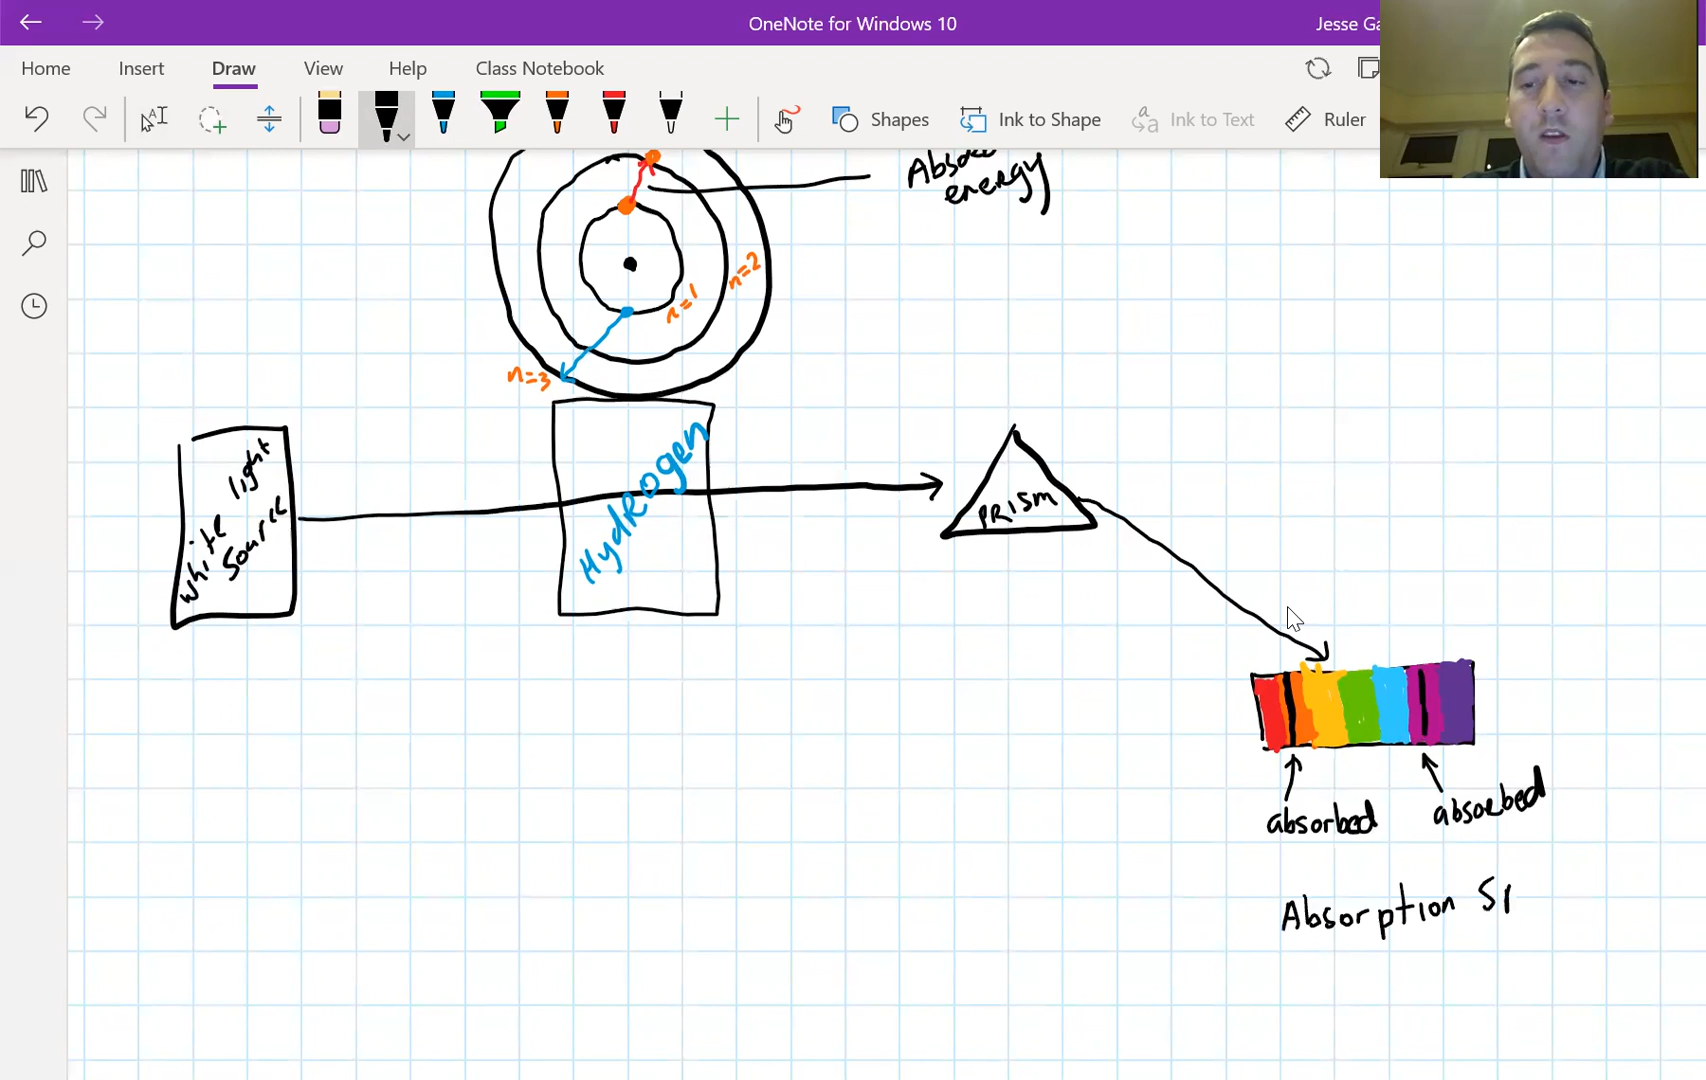 OneNote for Windows 10
Jesse Ga
Home Insert Draw View Help Class Notebook
Shapes Ink to Shape Ink to Text Ruler
energy
n=1
n=2
n=3
white light
source
Hydrogen
PRISM
absorbed
absorbed
Absorption